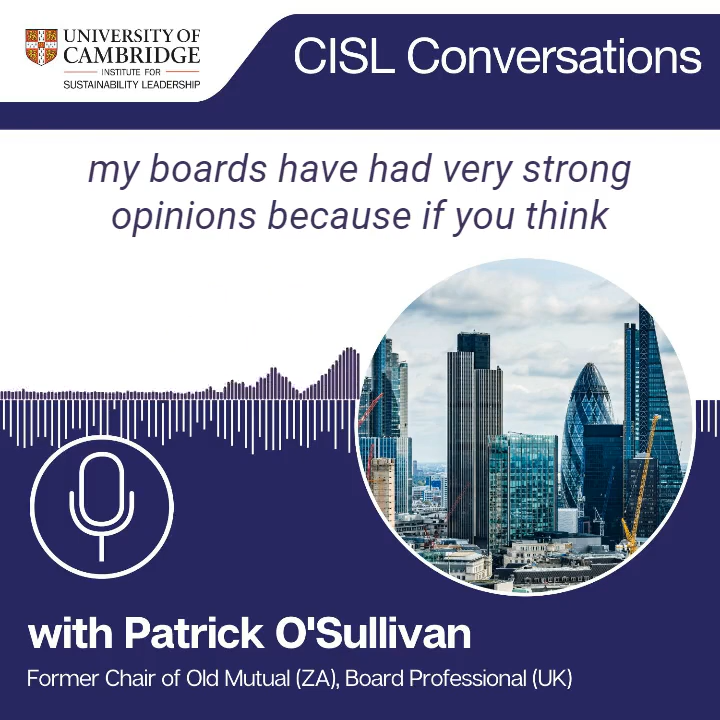 UNIVERSITY OF
CAMBRIDGE
INSTITUTE FOR
SUSTAINABILITY LEADERSHIP
CISL Conversations
my boards have had very strong
opinions because if you think
with Patrick O'Sullivan
Former Chair of Old Mutual (ZA), Board Professional (UK)